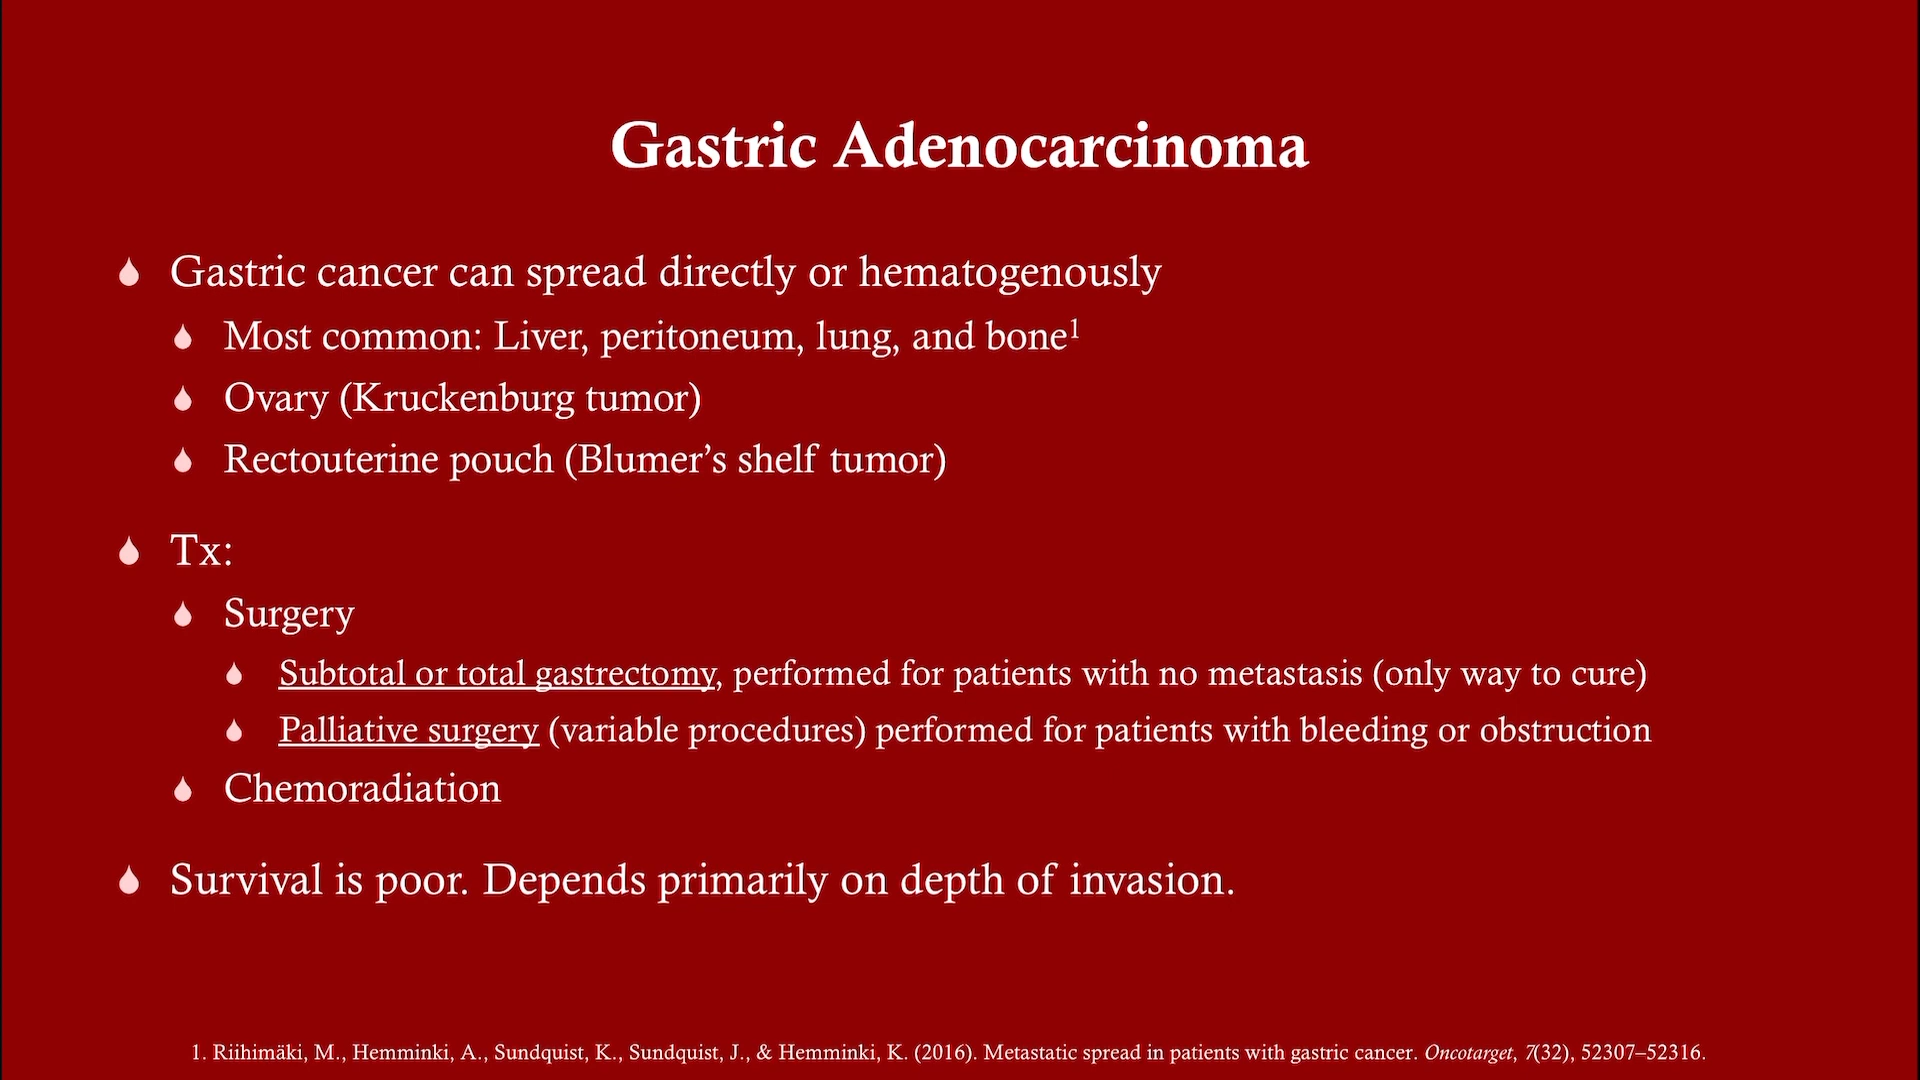 Gastric Adenocarcinoma
Gastric cancer can spread directly or hematogenously
Most common: Liver, peritoneum, lung, and bone¹
Ovary (Kruckenburg tumor)
Rectouterine pouch (Blumer’s shelf tumor)
Tx:
Surgery
Subtotal or total gastrectomy, performed for patients with no metastasis (only way to cure)
Palliative surgery (variable procedures) performed for patients with bleeding or obstruction
Chemoradiation
Survival is poor. Depends primarily on depth of invasion.
1. Riihimäki, M., Hemminki, A., Sundquist, K., Sundquist, J., & Hemminki, K. (2016). Metastatic spread in patients with gastric cancer. Oncotarget, 7(32), 52307–52316.